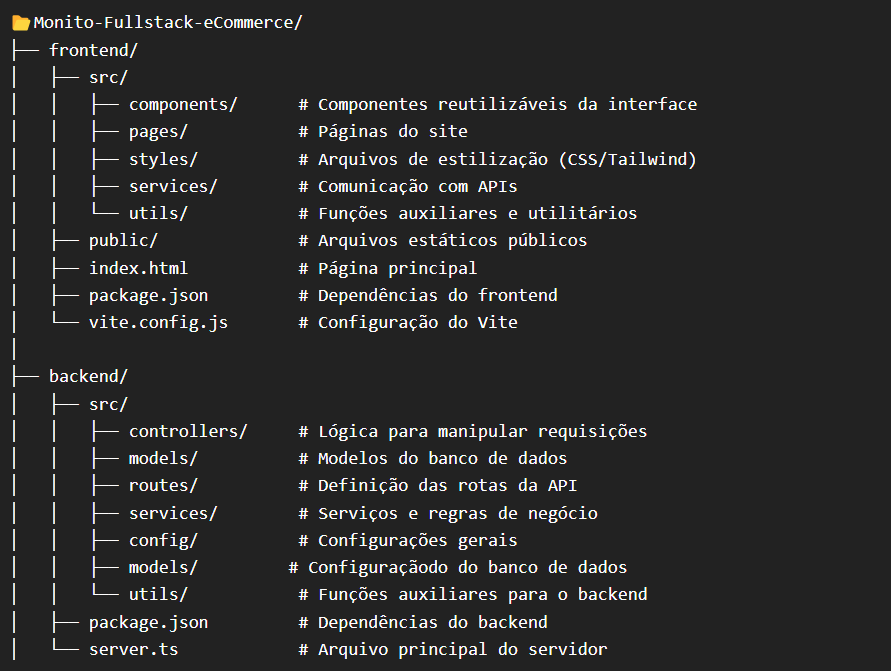 📂Monito-Fullstack-eCommerce/
├── frontend/
│   ├── src/
│   │   ├── components/      # Componentes reutilizáveis da interface
│   │   ├── pages/           # Páginas do site
│   │   ├── styles/          # Arquivos de estilização (CSS/Tailwind)
│   │   ├── services/        # Comunicação com APIs
│   │   └── utils/           # Funções auxiliares e utilitários
│   ├── public/              # Arquivos estáticos públicos
│   ├── index.html           # Página principal
│   ├── package.json         # Dependências do frontend
│   └── vite.config.js       # Configuração do Vite
│
├── backend/
│   ├── src/
│   │   ├── controllers/     # Lógica para manipular requisições
│   │   ├── models/          # Modelos do banco de dados
│   │   ├── routes/          # Definição das rotas da API
│   │   ├── services/        # Serviços e regras de negócio
│   │   ├── config/          # Configurações gerais
│   │   ├── models/         # Configuraçãodo do banco de dados
│   │   └── utils/           # Funções auxiliares para o backend
│   ├── package.json         # Dependências do backend
│   └── server.ts            # Arquivo principal do servidor